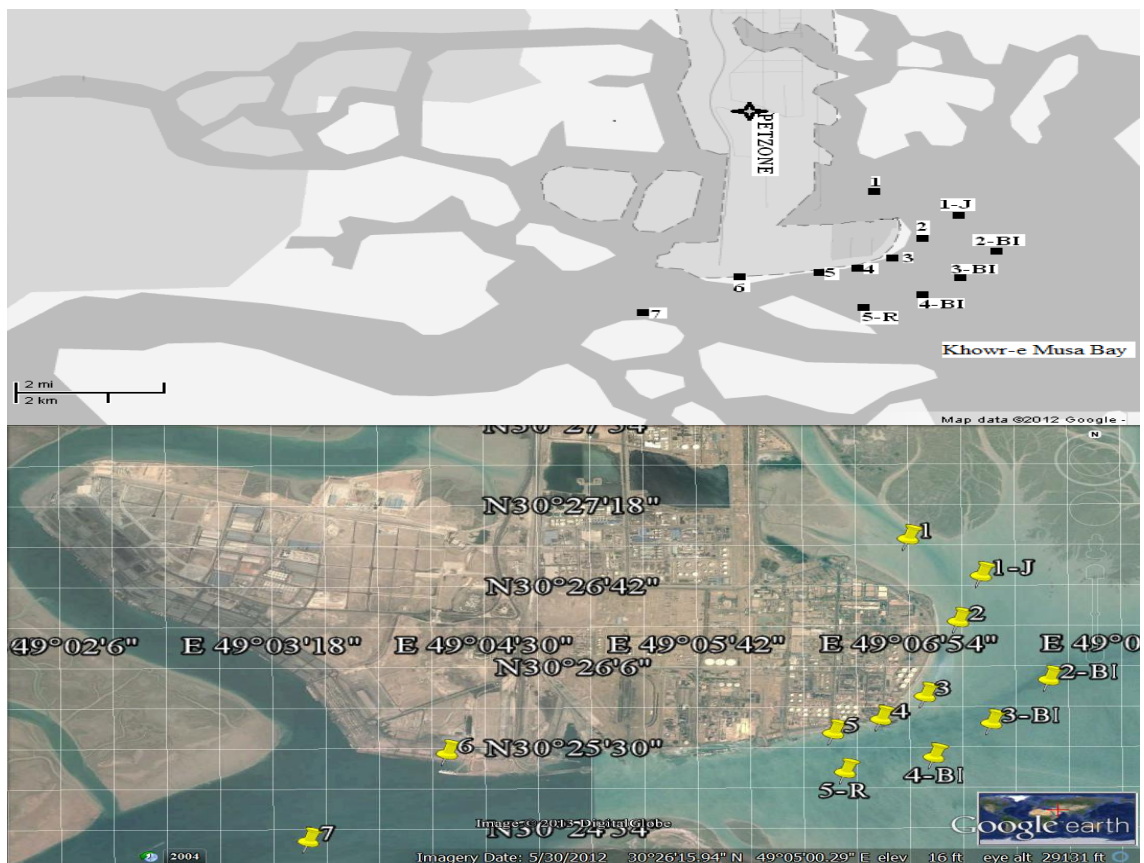 PETZONE
1
1-J
2
2-BI
3
3-BI
4
5
6
4-BI
5-R
7
Khowr-e Musa Bay
2 mi
2 km
Map data ©2012 Google -
N30°27'54"
N
N30°27'18"
1
N30°26'42"
1-J
2
49°02'6" E 49°03'18" E 49°04'30" E 49°05'42" E 49°06'54" E 49°0
N30°26'6"
2-BI
3
3-BI
4
5
6
N30°25'30"
4-BI
5-R
Image © 2013 DigitalGlobe
N30°24'54"
7
Google earth
2004
Imagery Date: 5/30/2012 30°26'15.94" N 49°05'00.29" E elev 16 ft eye alt 29131 ft